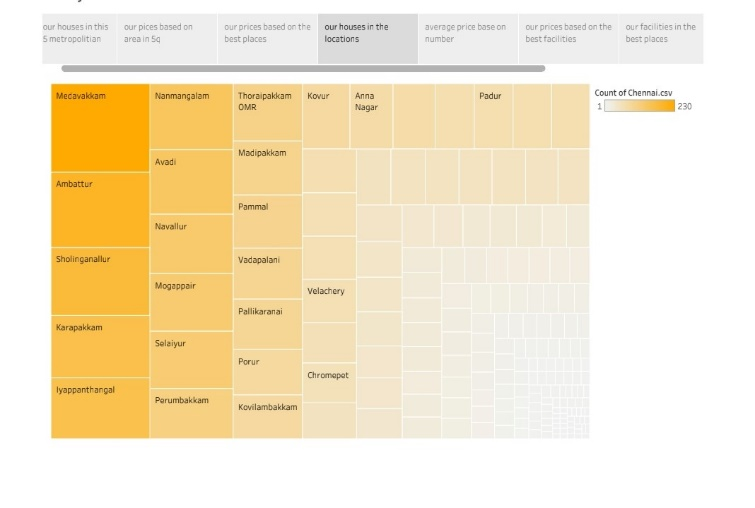 our houses in this
5 metropolitian
our prices based on
area in Sq
our prices based on the
best places
our houses in the
locations
average price base on
number
our prices based on the
best facilities
our facilities in the
best places
Medavakkam
Nanmangalam
Thoraipakkam
OMR
Kovur
Anna
Nagar
Padur
Count of Chennai.csv
1
230
Madipakkam
Avadi
Ambattur
Pammal
Navallur
Sholinganallur
Vadapalani
Mogappair
Velachery
Pallikaranai
Karapakkam
Selaiyur
Porur
Chromepet
Iyappanthangal
Perumbakkam
Kovilambakkam